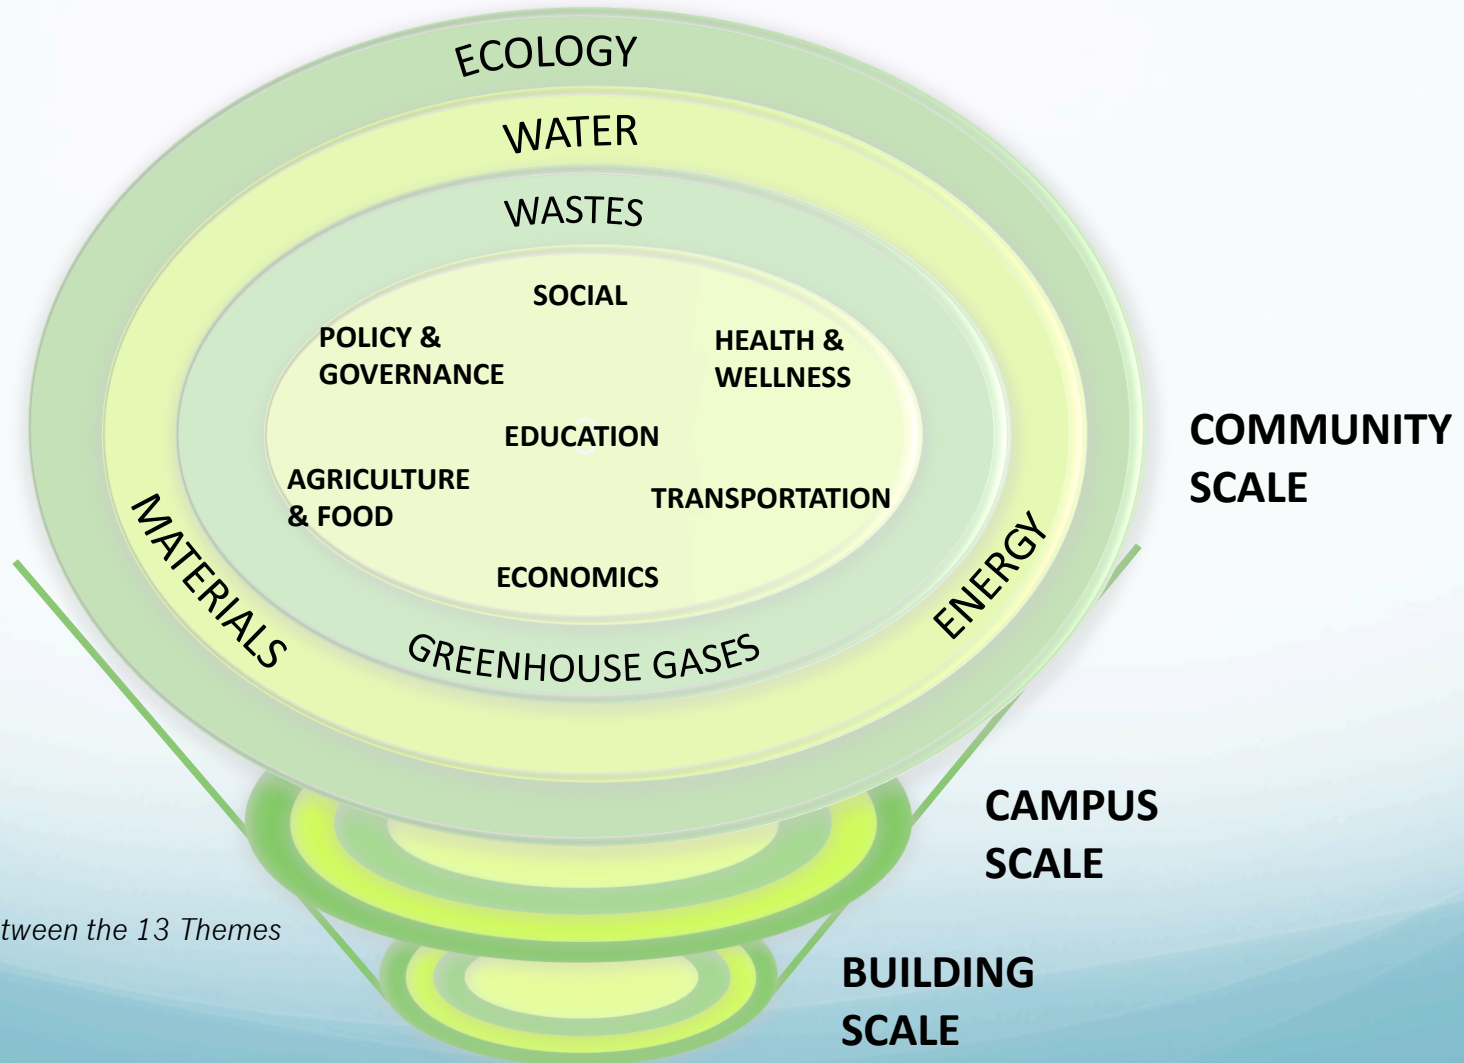 ECOLOGY
WATER
WASTES
SOCIAL
POLICY &
GOVERNANCE
HEALTH &
WELLNESS
EDUCATION
AGRICULTURE
& FOOD
TRANSPORTATION
ECONOMICS
MATERIALS
ENERGY
GREENHOUSE GASES
COMMUNITY
SCALE
CAMPUS
SCALE
the 13 Themes
BUILDING
SCALE